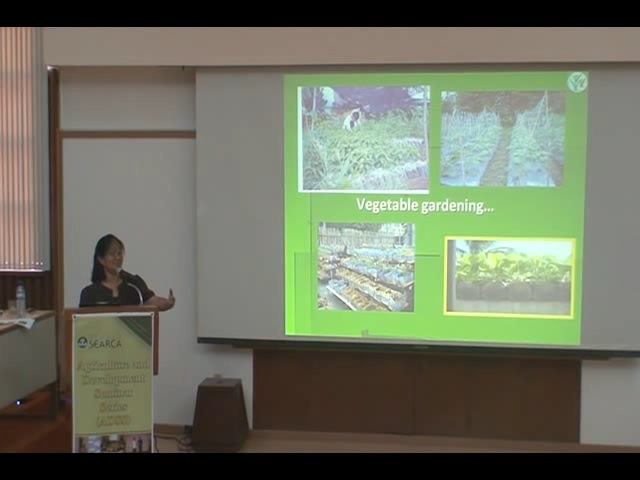 Vegetable gardening...
SEARCA
Agriculture and
Development
Seminar
Series
(ADSS)